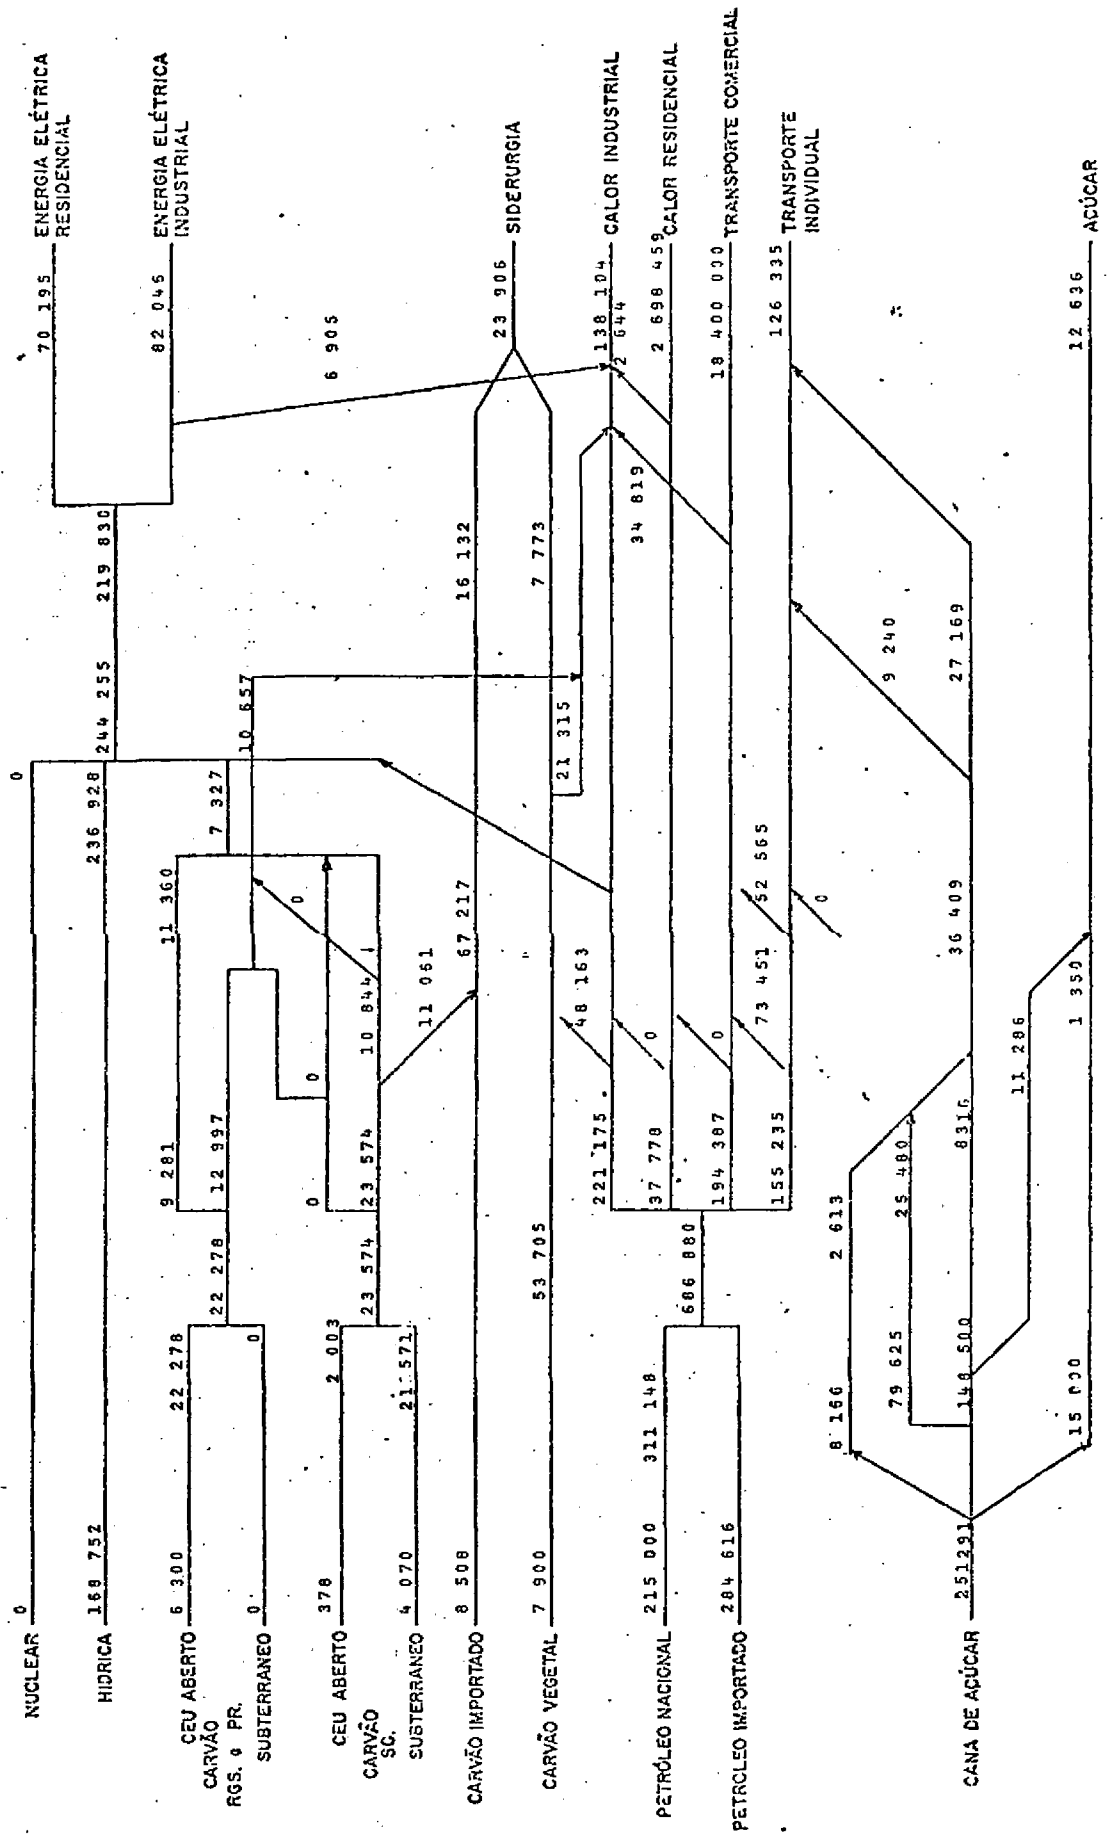 NUCLEAR
0
0
HIDRICA
168 752
236 928
244 255
219 830
70 195
ENERGIA ELÉTRICA
RESIDENCIAL
82 046
ENERGIA ELÉTRICA
INDUSTRIAL
6 905
CEU ABERTO
CARVÃO
RGS. e PR.
SUBTERRANEO
6 300
22 278
0
0
22 278
9 281
12 997
11 360
7 327
10 657
CEU ABERTO
CARVÃO
SC.
SUBTERRANEO
378
2 003
4 070
21 571
23 574
23 574
0
0
0
10 844
11 061
CARVÃO IMPORTADO
8 508
67 217
16 132
CARVÃO VEGETAL
7 900
53 705
21 315
7 773
23 906
SIDERURGIA
PETRÓLEO NACIONAL
215 000
311 148
PETROLEO IMPORTADO
284 616
686 880
221 175
48 163
34 819
138 104
CALOR INDUSTRIAL
2 644
37 778
0
2 698 459
CALOR RESIDENCIAL
194 387
0
52 565
18 400 000
TRANSPORTE COMERCIAL
155 235
73 451
0
126 335
TRANSPORTE
INDIVIDUAL
CANA DE AÇÚCAR
251291
8 166
2 613
79 625
25 480
148 500
8316
36 409
9 240
27 169
11 286
15 000
1 350
12 636
AÇÚCAR